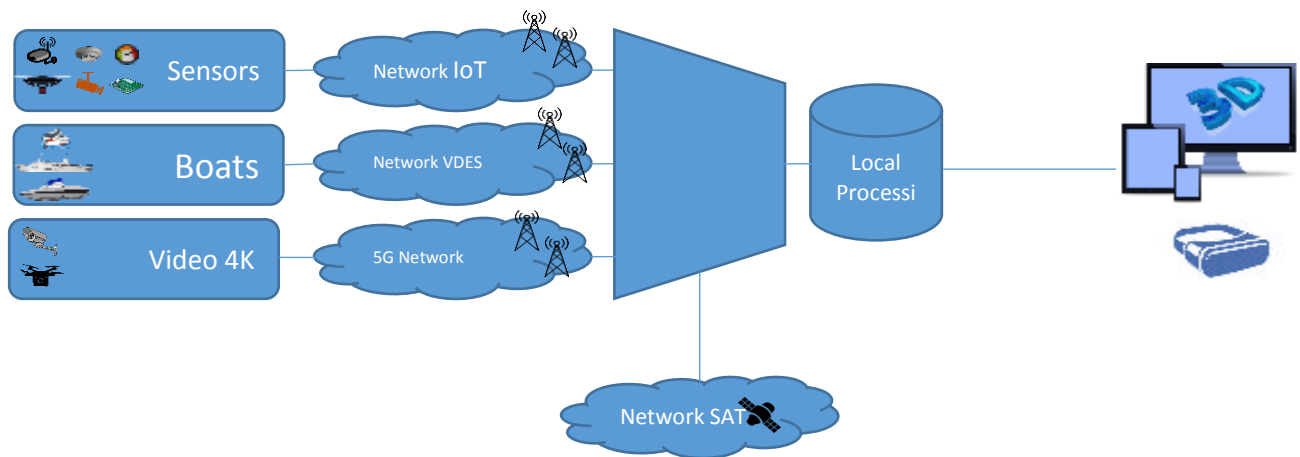 Sensors
Network IoT
Boats
Network VDES
Local
Processi
3D
Video 4K
5G Network
Network SAT